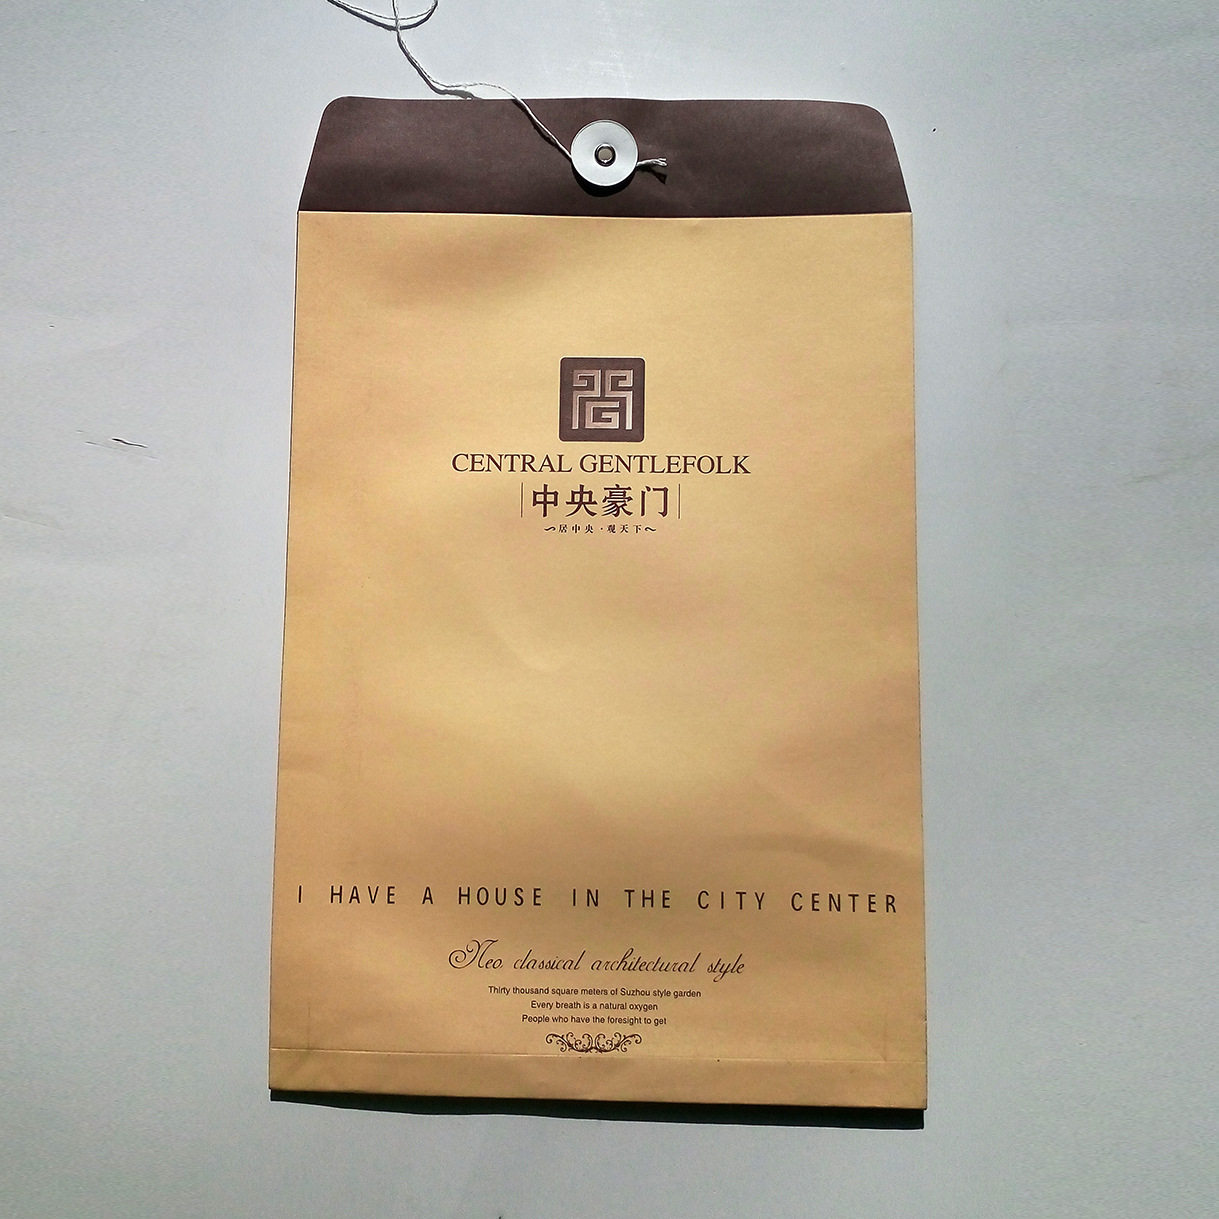 CENTRAL GENTLEFOLK
中央豪门
居中央·观天下
I HAVE A HOUSE IN THE CITY CENTER
Neo classical architectural style
Thirty thousand square meters of Suzhou style garden
Every breath is a natural oxygen
People who have the foresight to get